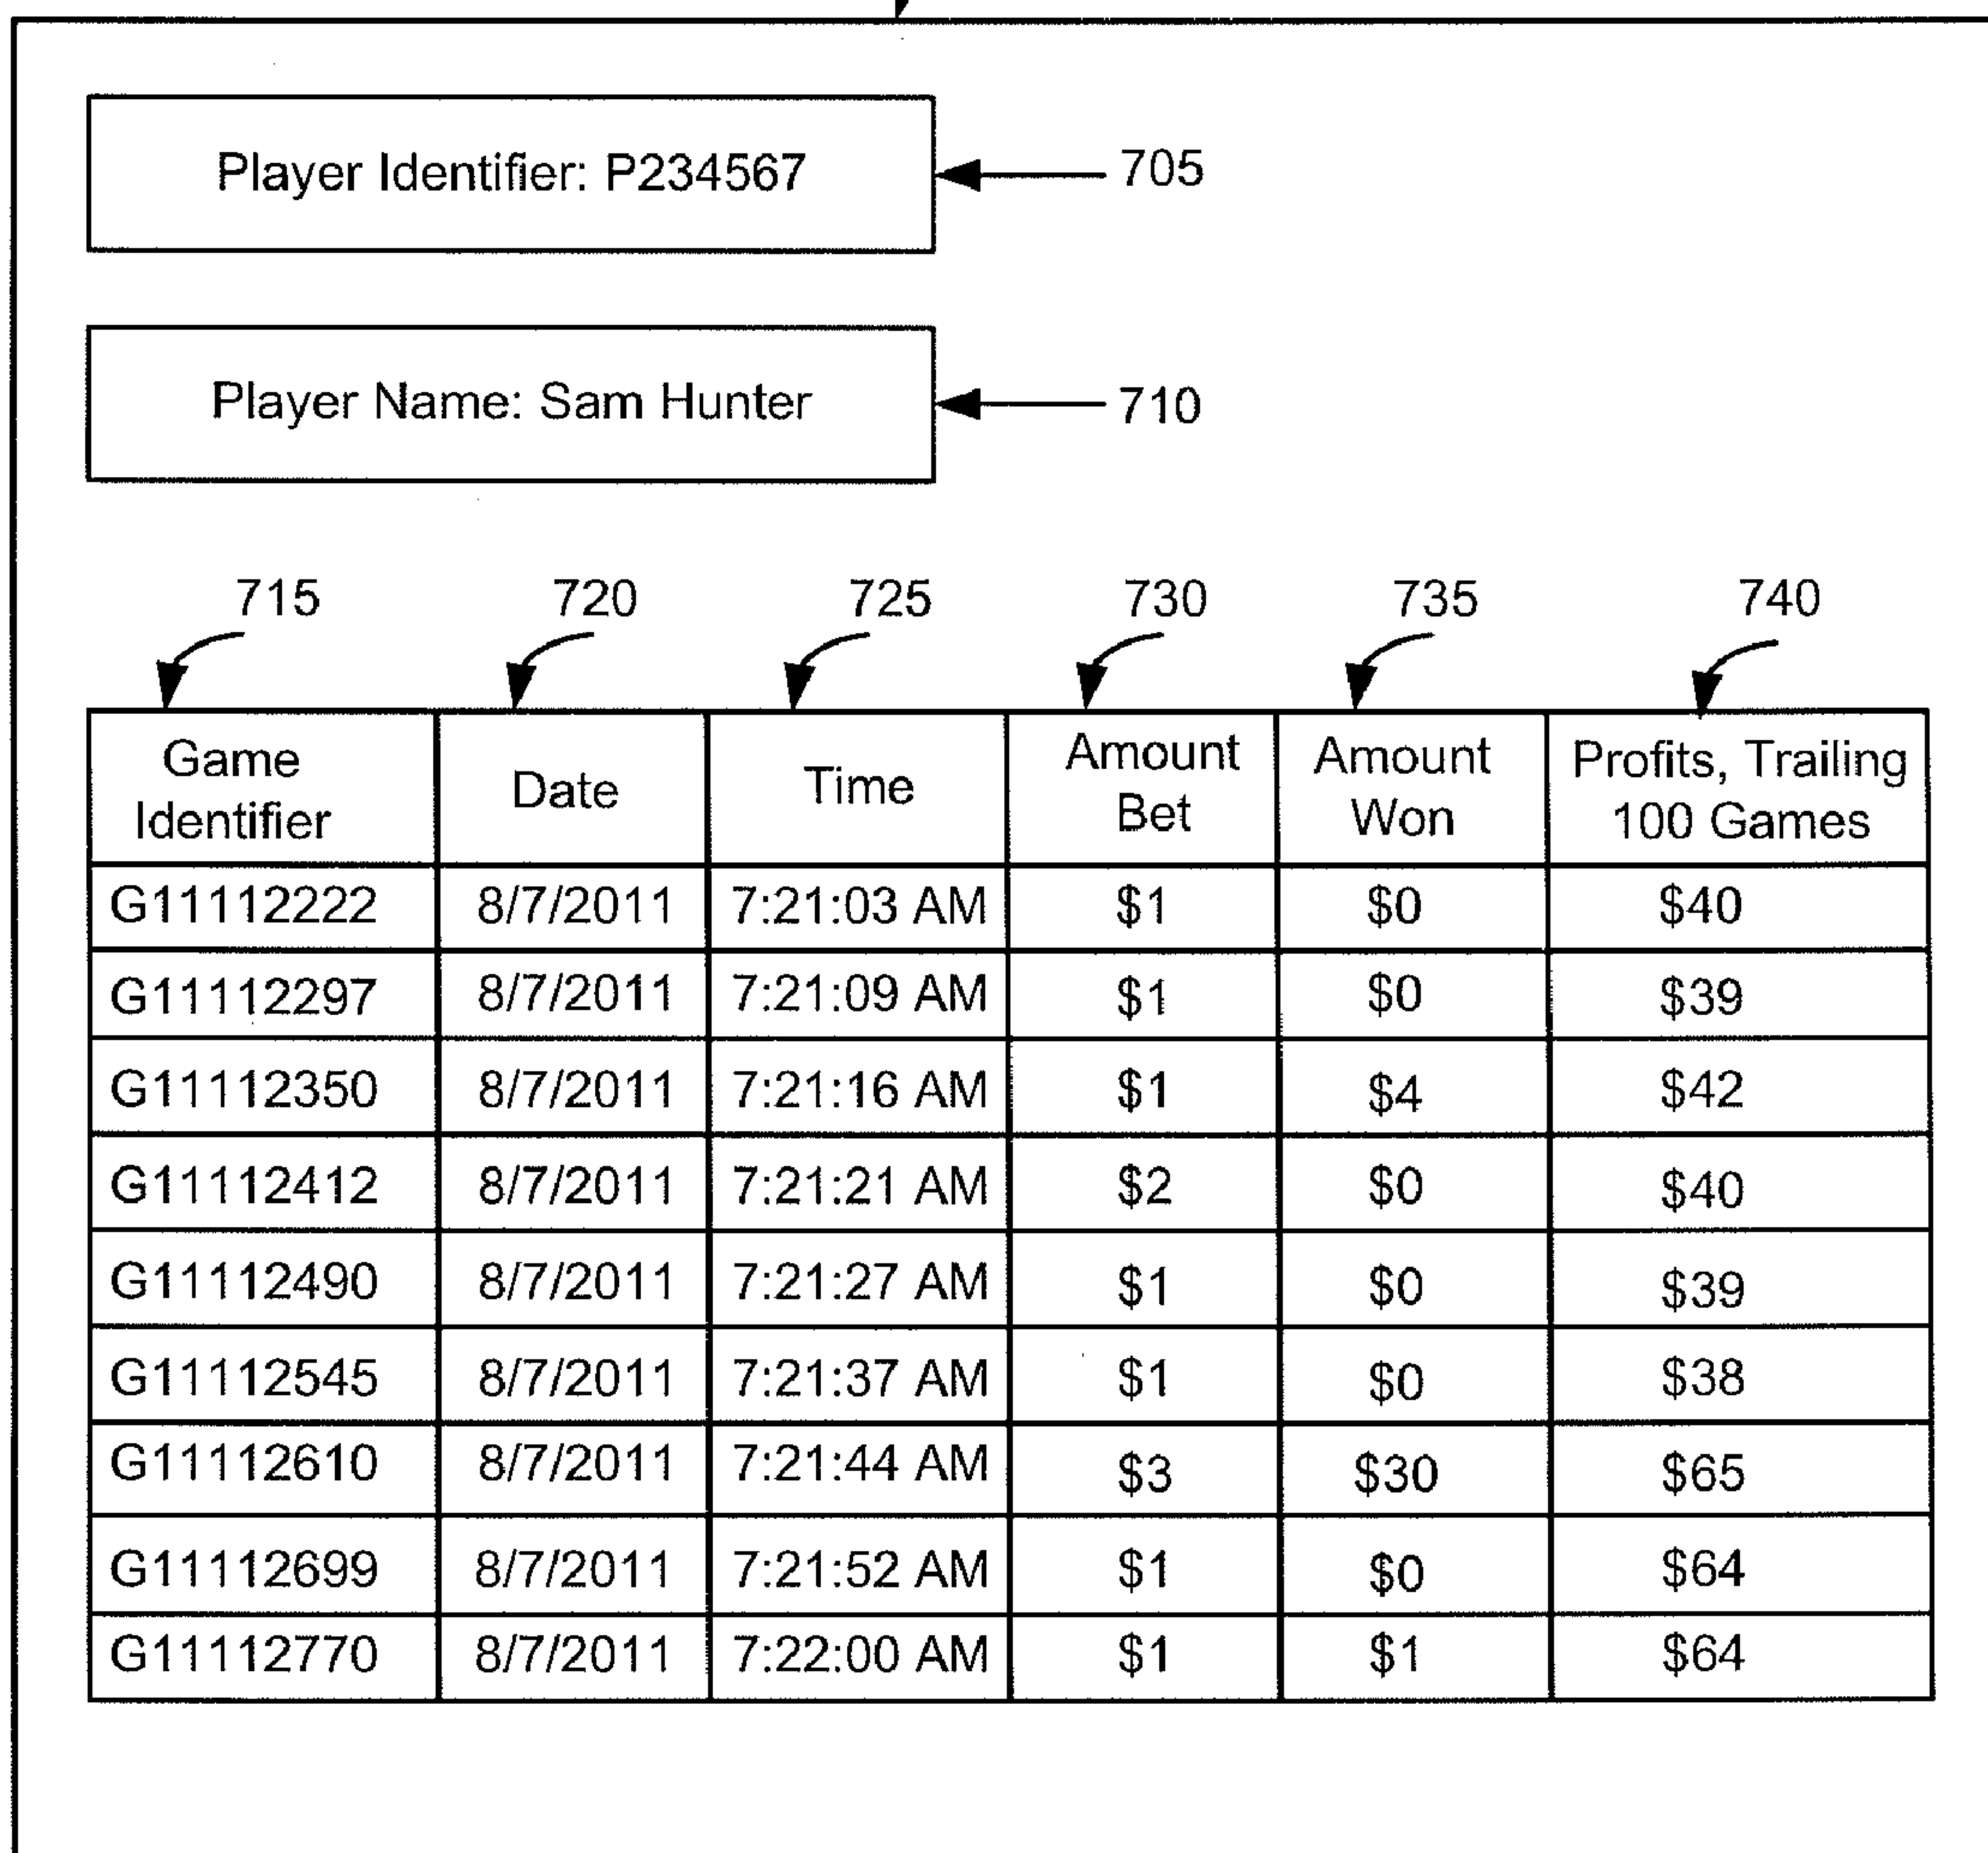 Player Identifier: P234567
705
Player Name: Sam Hunter
710
715 720 725 730 735 740
Game Identifier Date Time Amount Bet Amount Won Profits, Trailing 100 Games
G11112222 8/7/2011 7:21:03 AM $1 $0 $40
G11112297 8/7/2011 7:21:09 AM $1 $0 $39
G11112350 8/7/2011 7:21:16 AM $1 $4 $42
G11112412 8/7/2011 7:21:21 AM $2 $0 $40
G11112490 8/7/2011 7:21:27 AM $1 $0 $39
G11112545 8/7/2011 7:21:37 AM $1 $0 $38
G11112610 8/7/2011 7:21:44 AM $3 $30 $65
G11112699 8/7/2011 7:21:52 AM $1 $0 $64
G11112770 8/7/2011 7:22:00 AM $1 $1 $64